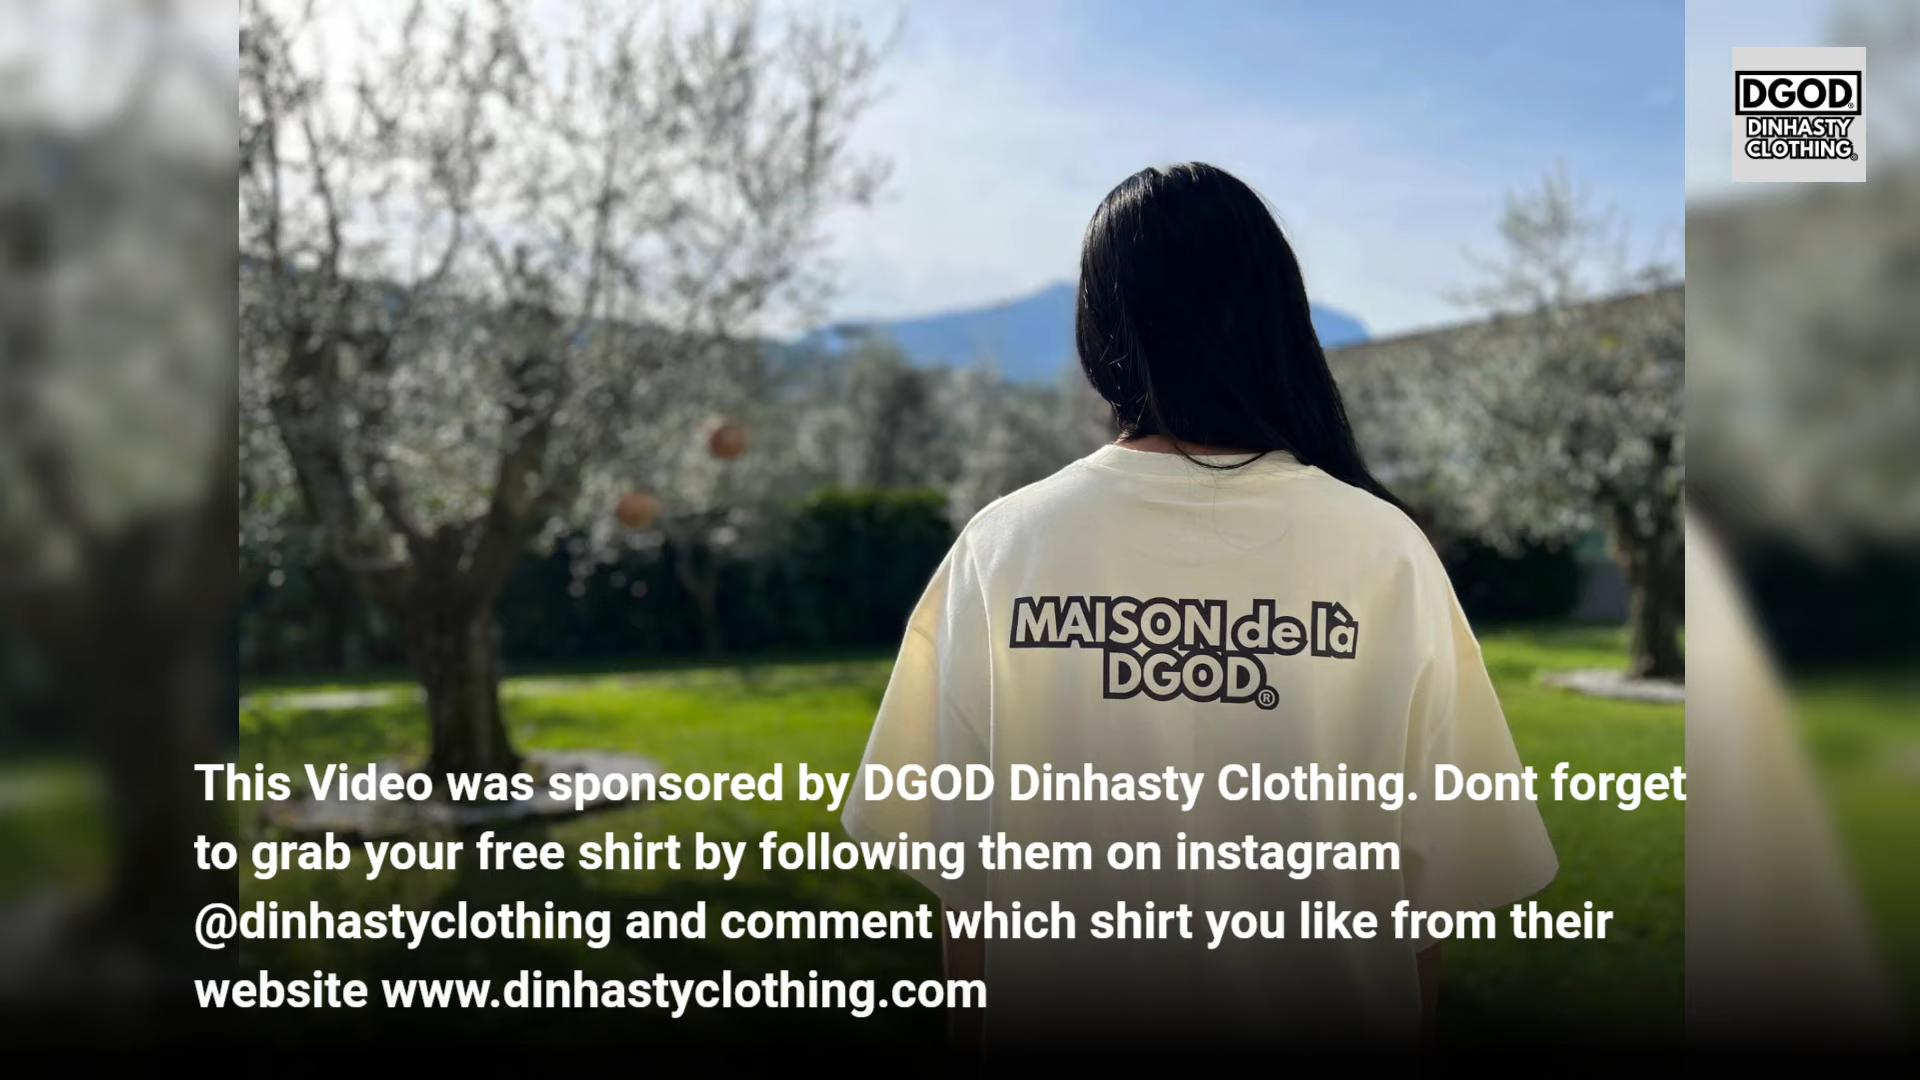 DGOD®
DINHASTY
CLOTHING®
MAISON de là
DGOD®
This Video was sponsored by DGOD Dinhasty Clothing. Dont forget
to grab your free shirt by following them on instagram
@dinhastyclothing and comment which shirt you like from their
website www.dinhastyclothing.com